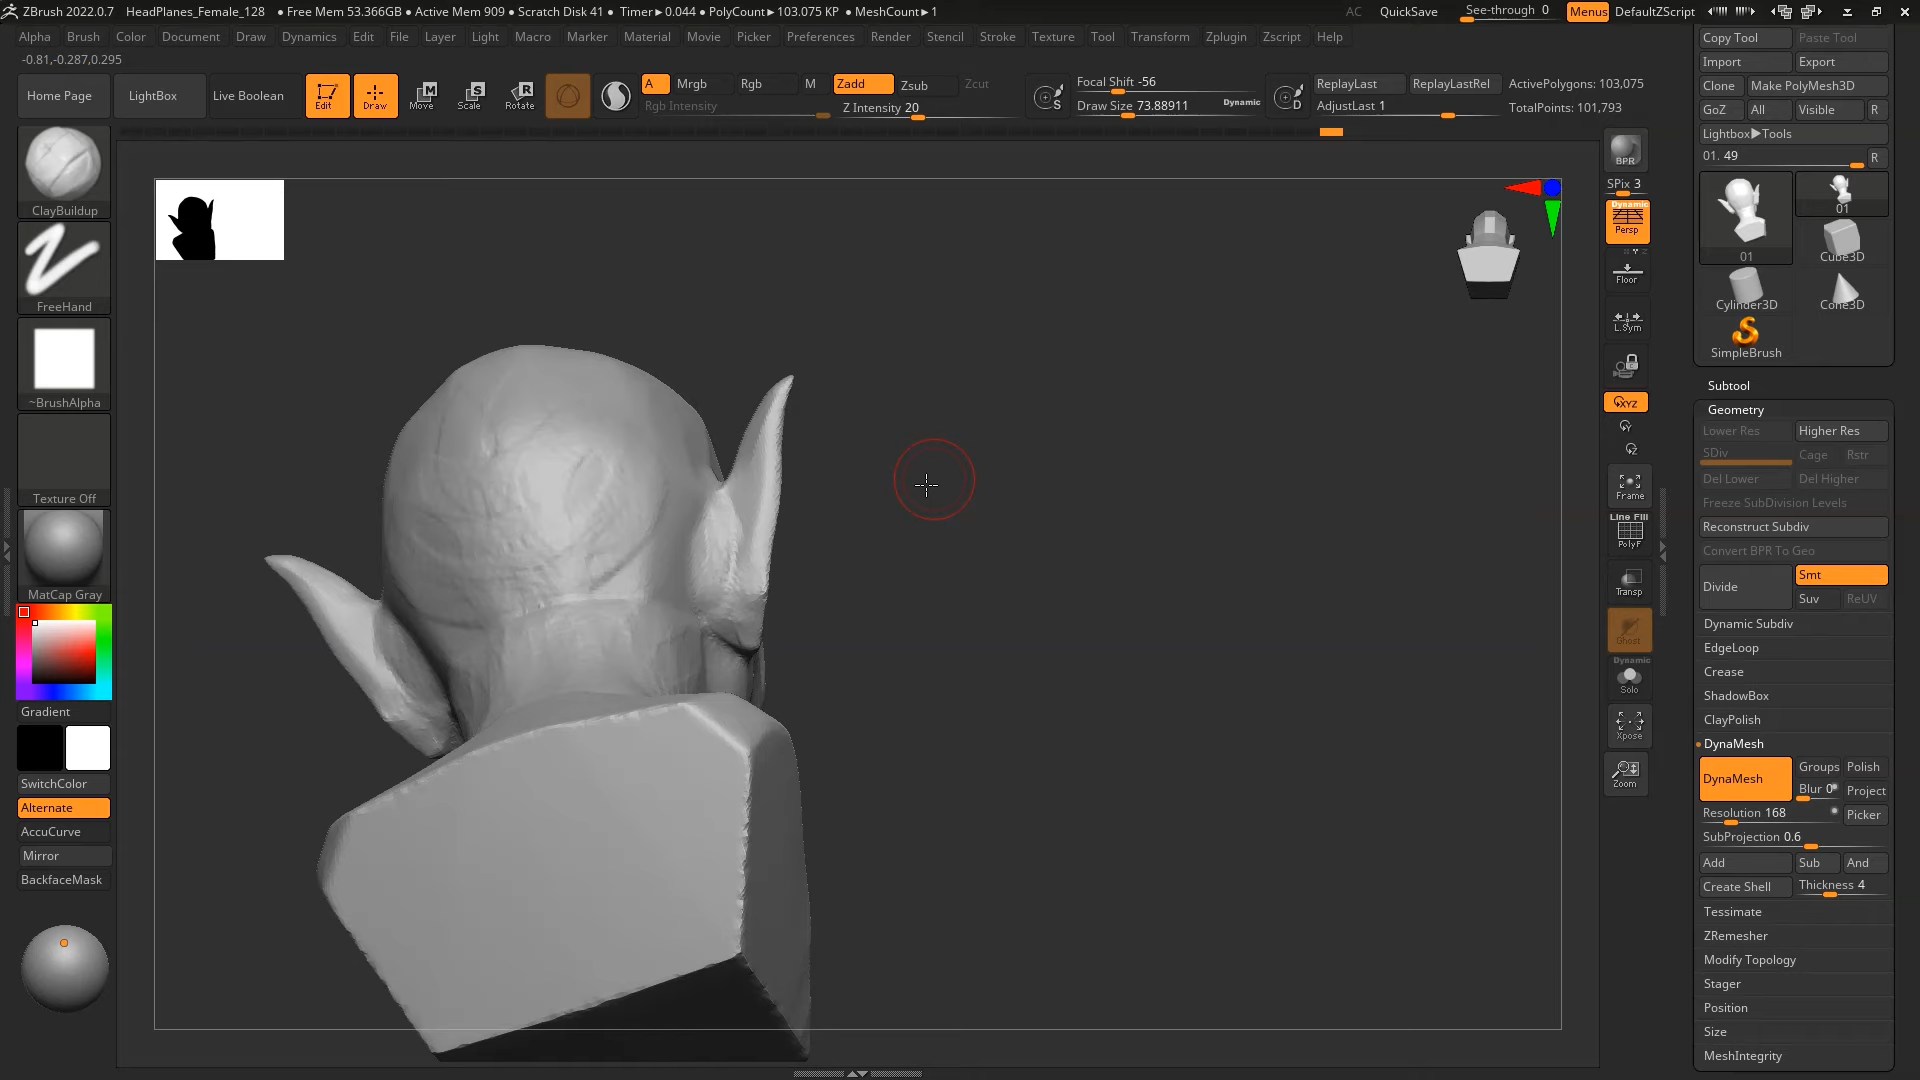 ZBrush 2022.0.7 HeadPlanes_Female_128 ● Free Mem 53.366GB ● Active Mem 909 ● Scratch Disk 41 ● Timer►0.044 ● PolyCount►103.075 KP ● MeshCount►1 AC QuickSave See-through 0 Menus DefaultZScript
Alpha Brush Color Document Draw Dynamics Edit File Layer Light Macro Marker Material Movie Picker Preferences Render Stencil Stroke Texture Tool Transform Zplugin Zscript Help
-0.81,-0.287,0.295
Home Page LightBox Live Boolean Edit Draw Move Scale Rotate
A Mrgb Rgb M Zadd Zsub Zcut
Rgb Intensity Z Intensity 20
Focal Shift -56
Draw Size 73.88911 Dynamic
ReplayLast ReplayLastRel ActivePolygons: 103,075
AdjustLast 1 TotalPoints: 101,793
ClayBuildup
FreeHand
~BrushAlpha
Texture Off
MatCap Gray
Gradient
SwitchColor
Alternate
AccuCurve
Mirror
BackfaceMask
BPR
SPix 3
Dynamic
Persp
Floor
L.Sym
XYZ
Frame
Line Fill
PolyF
Transp
Ghost
Dynamic
Solo
Xpose
Zoom
Copy Tool Paste Tool
Import Export
Clone Make PolyMesh3D
GoZ All Visible R
Lightbox►Tools
01. 49 R
01 01
Cube3D
Cylinder3D Cone3D
SimpleBrush
Subtool
Geometry
Lower Res Higher Res
SDiv Cage Rstr
Del Lower Del Higher
Freeze SubDivision Levels
Reconstruct Subdiv
Convert BPR To Geo
Divide Smt
Suv ReUV
Dynamic Subdiv
EdgeLoop
Crease
ShadowBox
ClayPolish
DynaMesh
DynaMesh Groups Polish
Blur 0 Project
Resolution 168 Picker
SubProjection 0.6
Add Sub And
Create Shell Thickness 4
Tessimate
ZRemesher
Modify Topology
Stager
Position
Size
MeshIntegrity